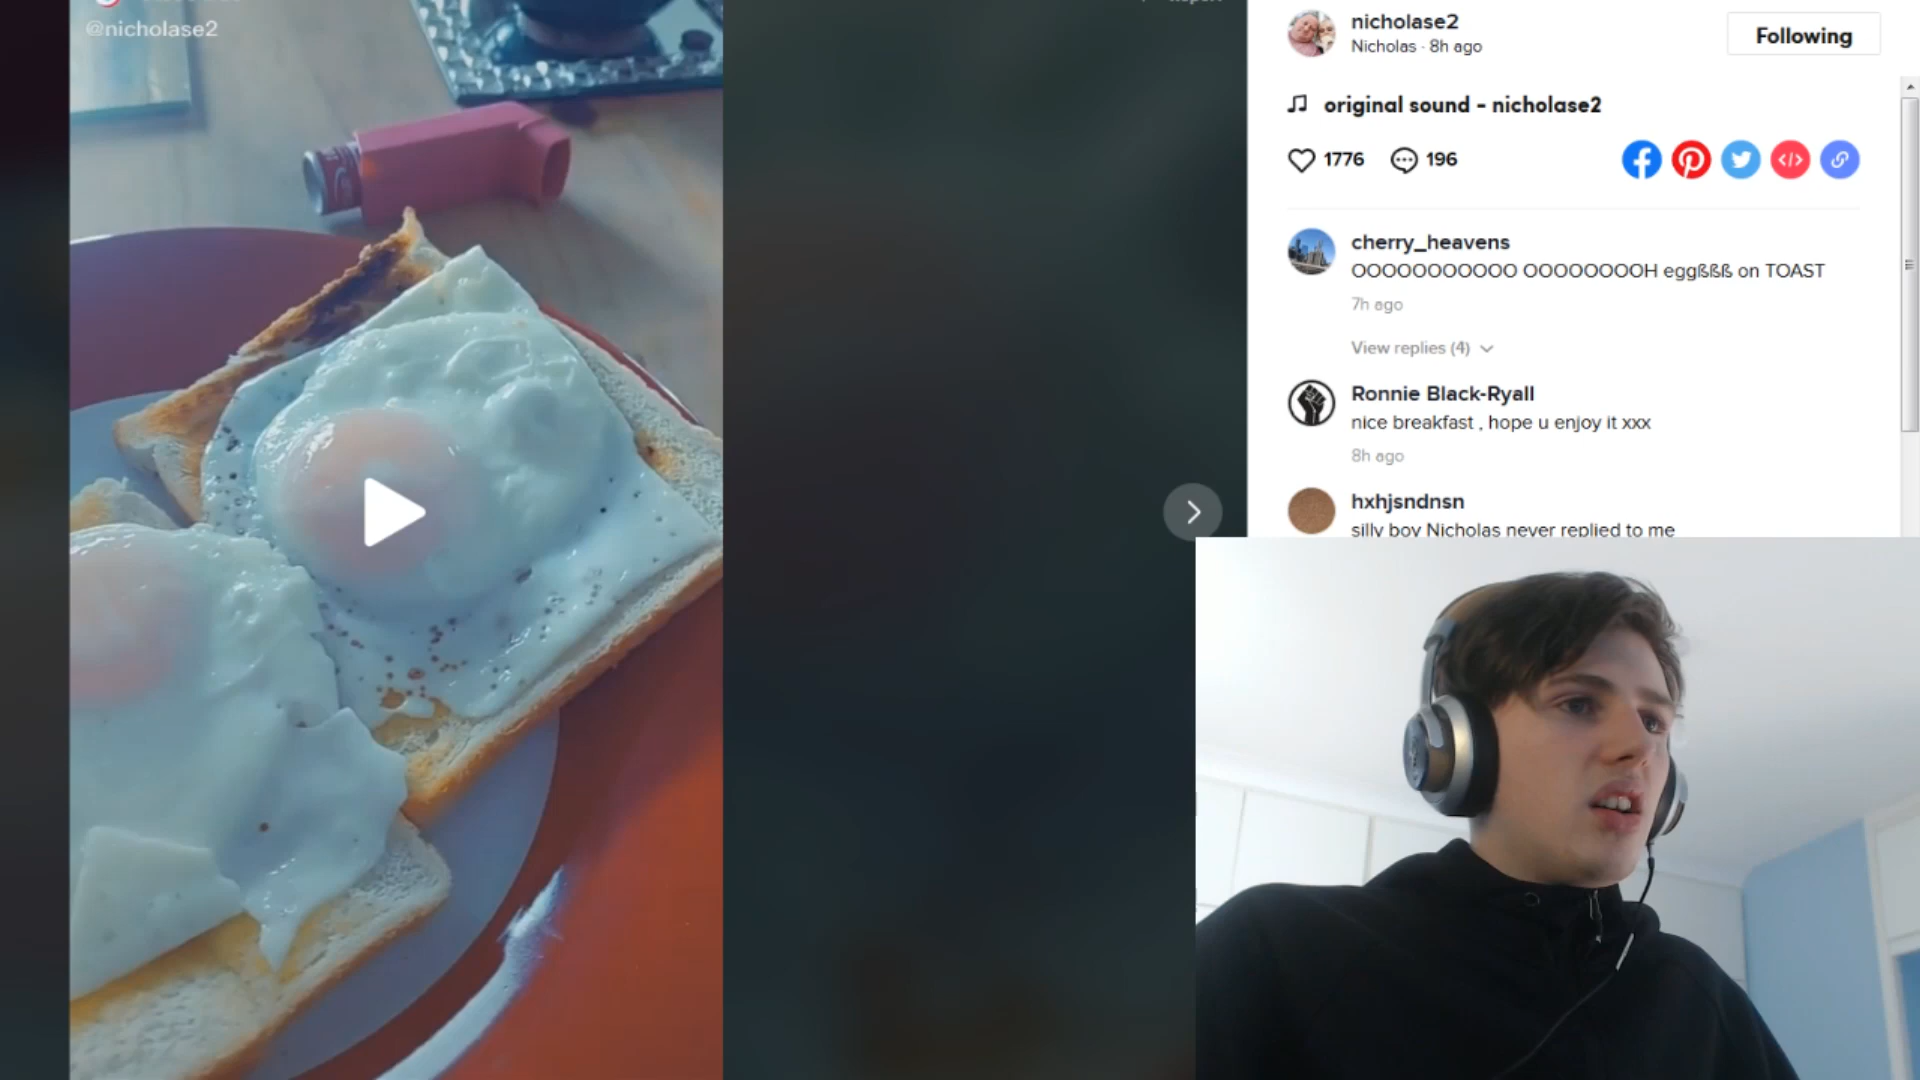 @nicholase2
nicholase2
Nicholas · 8h ago
Following
original sound - nicholase2
1776
196
cherry_heavens
OOOOOOOOOOO OOOOOOOOH eggßßß on TOAST
7h ago
View replies (4)
Ronnie Black-Ryall
nice breakfast , hope u enjoy it xxx
8h ago
hxhjsndnsn
silly boy Nicholas never replied to me